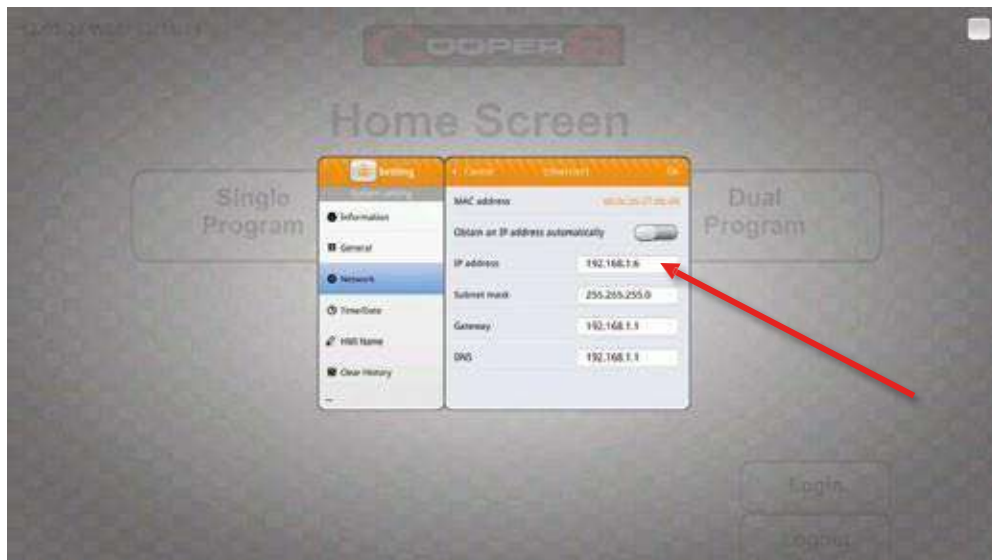 COOPER
Home Screen
Single
Program
Dual
Program
Setting
Ethernet
OK
Information
General
Network
Time/Date
HMI Name
Clear History
MAC address
Obtain an IP address automatically
IP address
192.168.1.6
Subnet mask
255.255.255.0
Gateway
192.168.1.1
DNS
192.168.1.1
Login
Logout